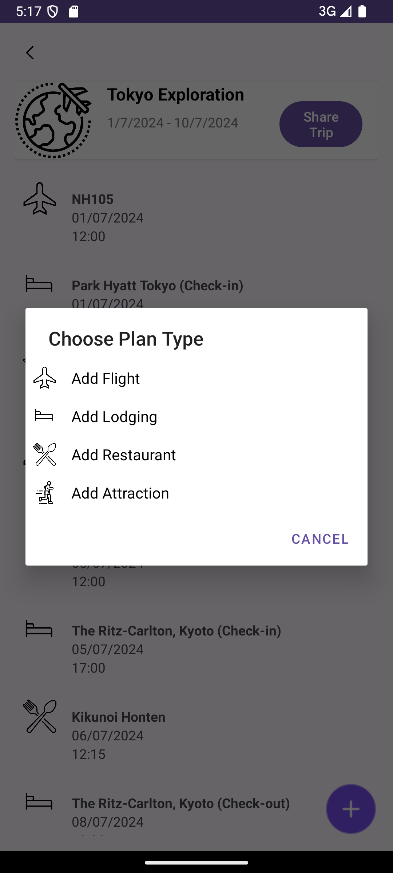 5:17
3G
Tokyo Exploration
1/7/2024 - 10/7/2024
Share
Trip
NH105
01/07/2024
12:00
Park Hyatt Tokyo (Check-in)
01/07/2024
Choose Plan Type
Add Flight
Add Lodging
Add Restaurant
Add Attraction
CANCEL
12:00
The Ritz-Carlton, Kyoto (Check-in)
05/07/2024
17:00
Kikunoi Honten
06/07/2024
12:15
The Ritz-Carlton, Kyoto (Check-out)
08/07/2024